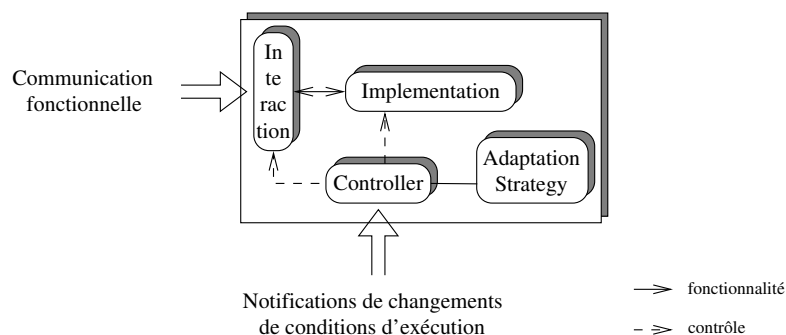 Communication
fonctionnelle
In
te
rac
tion
Implementation
Controller
Adaptation
Strategy
Notifications de changements
de conditions d'exécution
fonctionnalité
contrôle